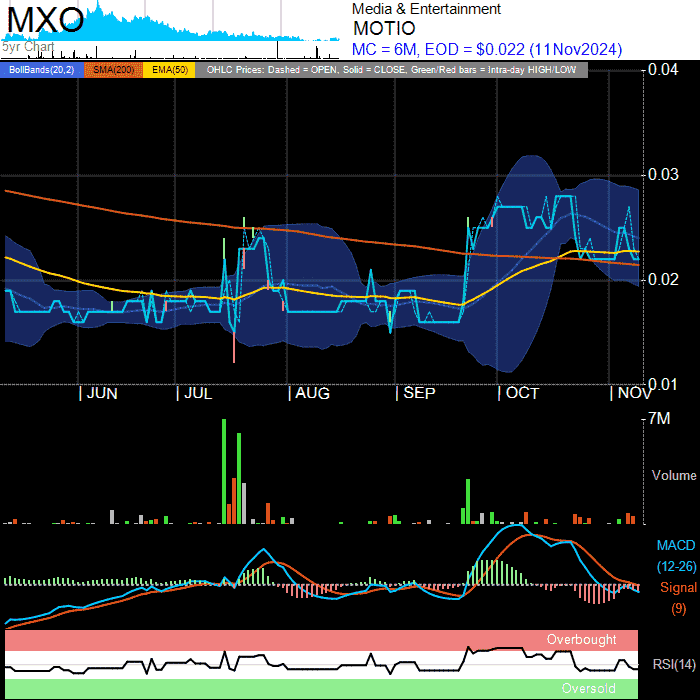 MXO
5yr Chart
Media & Entertainment
MOTIO
MC = 6M, EOD = $0.022 (11Nov2024)
BollBands(20,2) SMA(200) EMA(50) OHLC Prices: Dashed = OPEN, Solid = CLOSE, Green/Red bars = Intra-day HIGH/LOW
0.04
0.03
0.02
0.01
JUN JUL AUG SEP OCT NOV
7M
Volume
MACD
(12-26)
Signal
(9)
Overbought
RSI(14)
Oversold